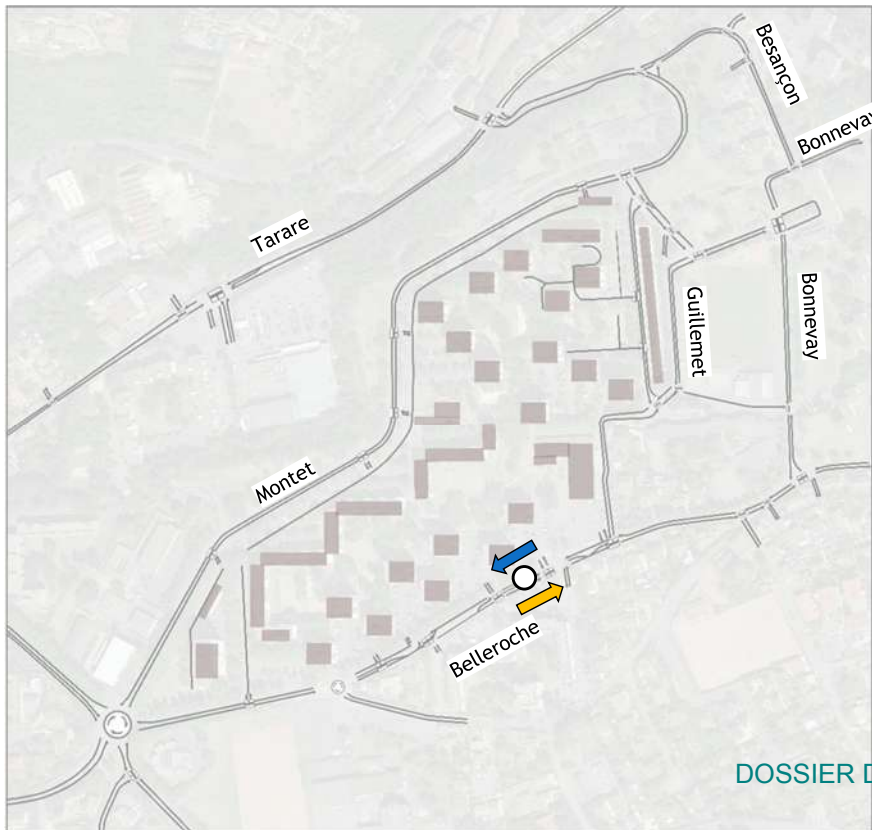 Besançon
Bonnevay
Tarare
Guillemet
Bonnevay
Montet
Belleroche
DOSSIER D